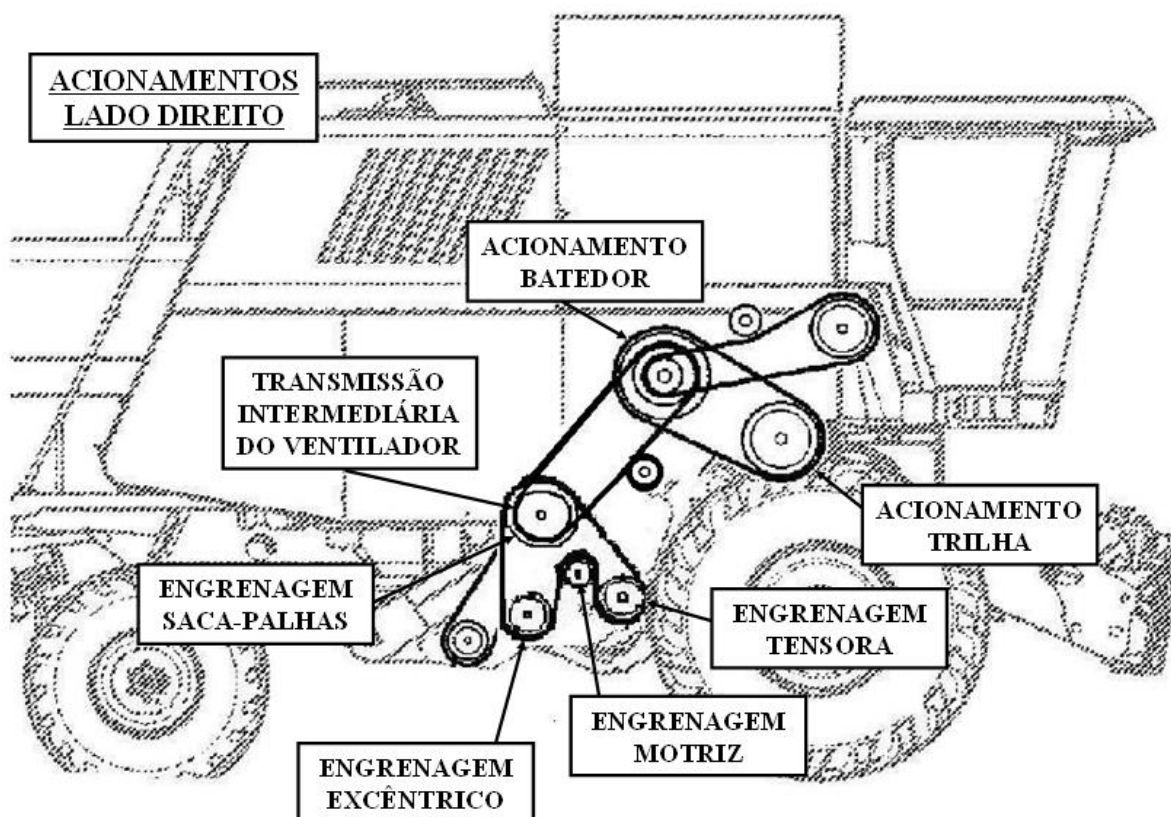 ACIONAMENTOS
LADO DIREITO
ACIONAMENTO
BATEDOR
TRANSMISSÃO
INTERMEDIÁRIA
DO VENTILADOR
ACIONAMENTO
TRILHA
ENGRENAGEM
SACA-PALHAS
ENGRENAGEM
TENSORA
ENGRENAGEM
MOTRIZ
ENGRENAGEM
EXCÊNTRICO